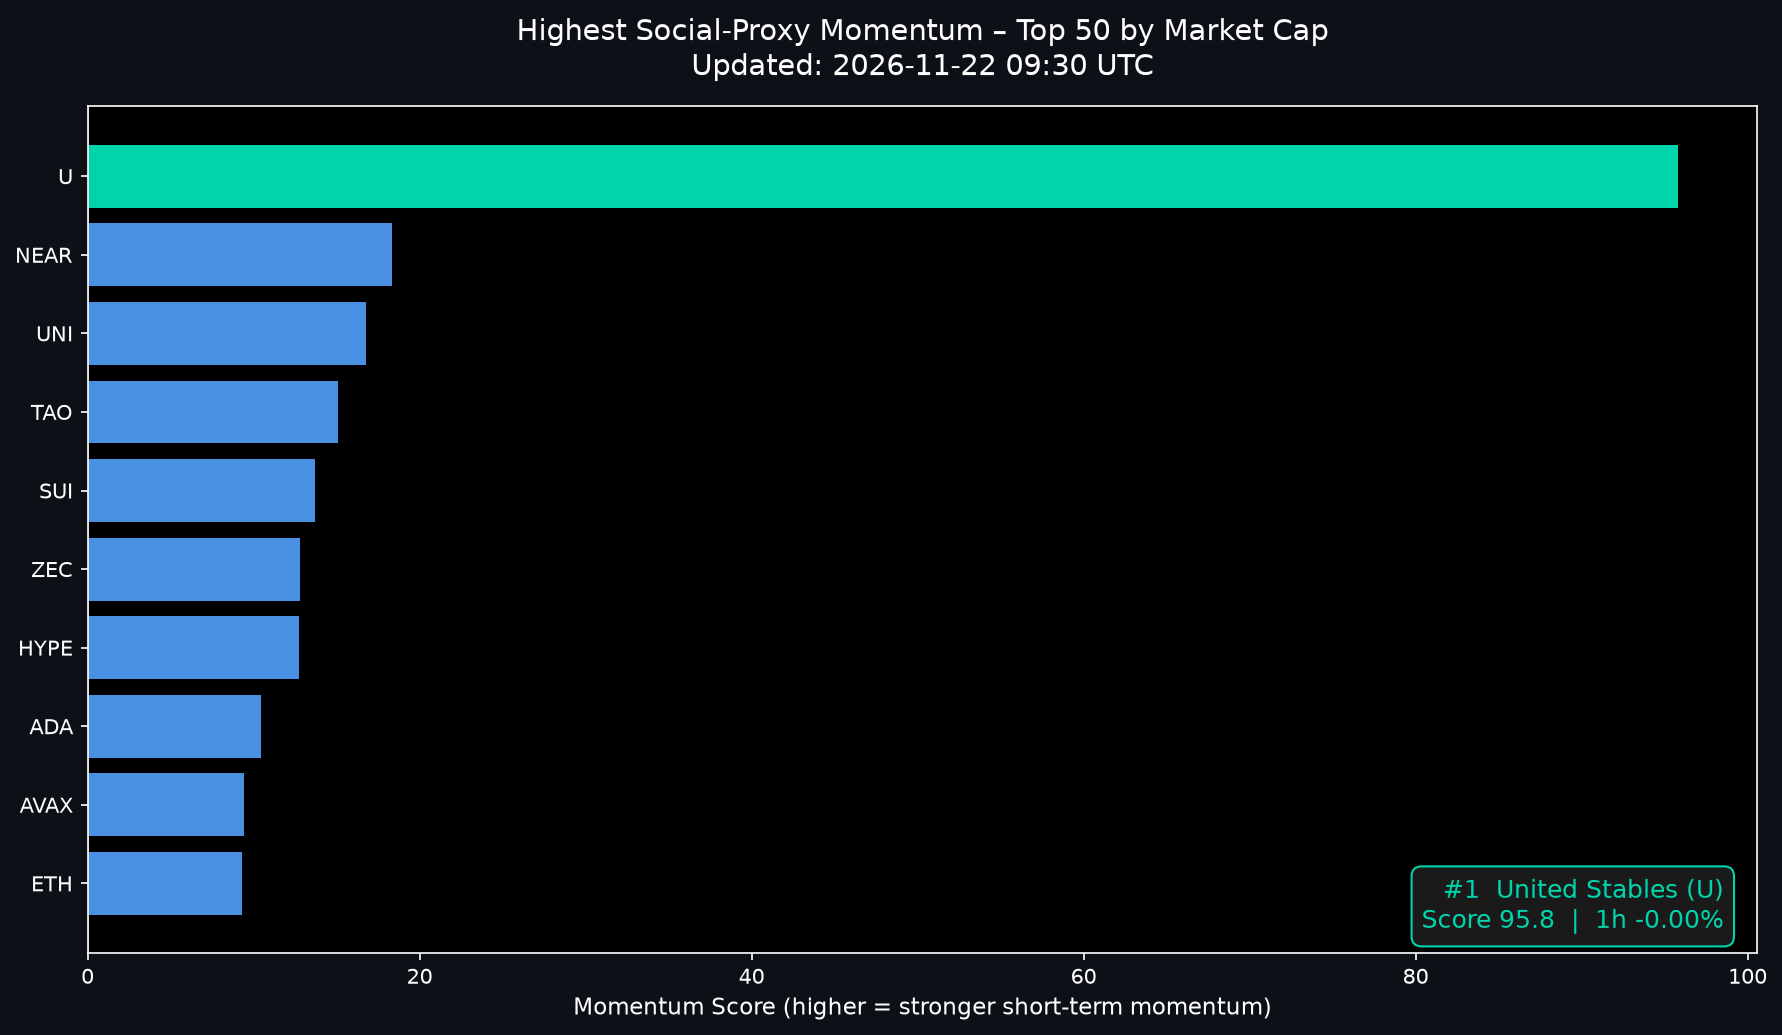 Highest Social-Proxy Momentum – Top 50 by Market Cap
Updated: 2026-11-22 09:30 UTC
U
NEAR
UNI
TAO
SUI
ZEC
HYPE
ADA
AVAX
ETH
#1  United Stables (U)
Score 95.8  |  1h -0.00%
0 20 40 60 80 100
Momentum Score (higher = stronger short-term momentum)